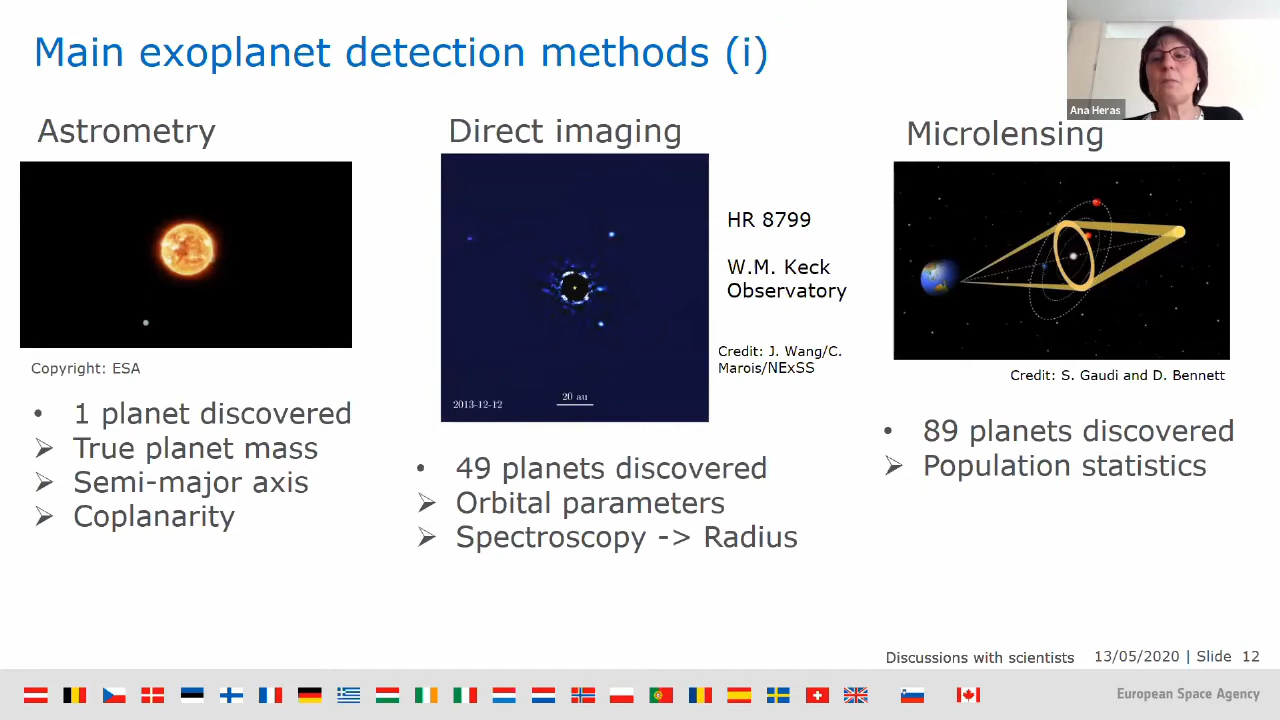 Main exoplanet detection methods (i)
Ana Heras
Astrometry
Copyright: ESA
• 1 planet discovered
➢ True planet mass
➢ Semi-major axis
➢ Coplanarity
Direct imaging
HR 8799
W.M. Keck
Observatory
Credit: J. Wang/C.
Marois/NExSS
2013-12-12
20 au
• 49 planets discovered
➢ Orbital parameters
➢ Spectroscopy -> Radius
Microlensing
Credit: S. Gaudi and D. Bennett
• 89 planets discovered
➢ Population statistics
Discussions with scientists 13/05/2020 | Slide 12
European Space Agency